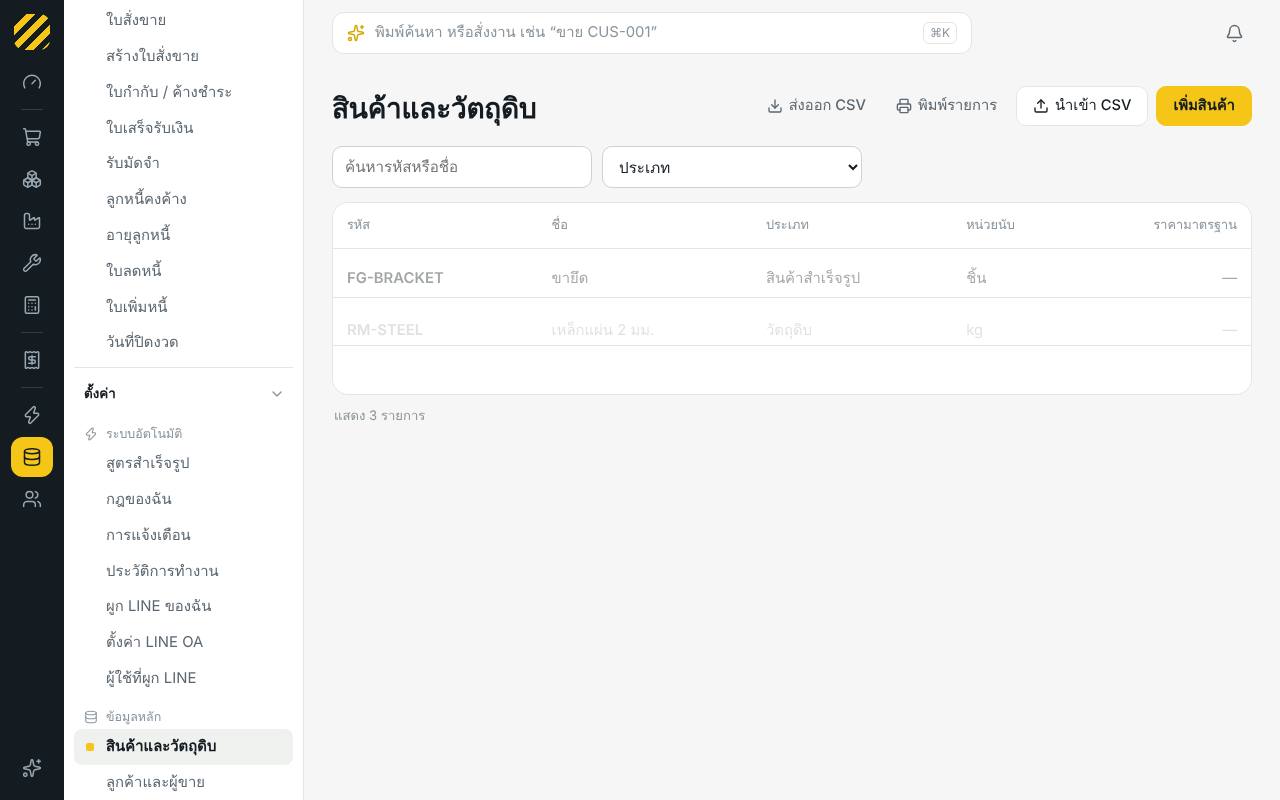 ใบสั่งขาย
สร้างใบสั่งขาย
ใบกำกับ / ค้างชำระ
ใบเสร็จรับเงิน
รับมัดจำ
ลูกหนี้คงค้าง
อายุลูกหนี้
ใบลดหนี้
ใบเพิ่มหนี้
วันที่ปิดงวด
ตั้งค่า
ระบบอัตโนมัติ
สูตรสำเร็จรูป
กฎของฉัน
การแจ้งเตือน
ประวัติการทำงาน
ผูก LINE ของฉัน
ตั้งค่า LINE OA
ผู้ใช้ที่ผูก LINE
ข้อมูลหลัก
สินค้าและวัตถุดิบ
ลูกค้าและผู้ขาย
พิมพ์ค้นหา หรือสั่งงาน เช่น “ขาย CUS-001” ⌘K
สินค้าและวัตถุดิบ ส่งออก CSV พิมพ์รายการ นำเข้า CSV เพิ่มสินค้า
ค้นหารหัสหรือชื่อ ประเภท
รหัส ชื่อ ประเภท หน่วยนับ ราคามาตรฐาน
FG-BRACKET ขายึด สินค้าสำเร็จรูป ชิ้น —
RM-STEEL เหล็กแผ่น 2 มม. วัตถุดิบ kg —
แสดง 3 รายการ